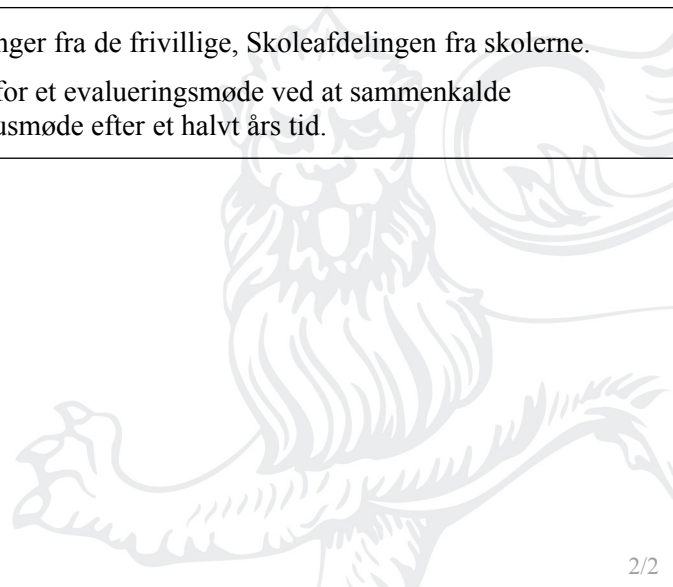 nger fra de frivillige, Skoleafdelingen fra skolerne.
for et evalueringsmøde ved at sammenkalde
usmøde efter et halvt års tid.
2/2